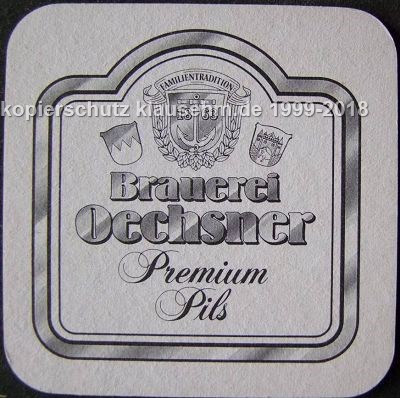 FAMILIENTRADITION
kopierschutz klausehm.de 1999-2018
Brauerei
Oechsner
Premium
Pils